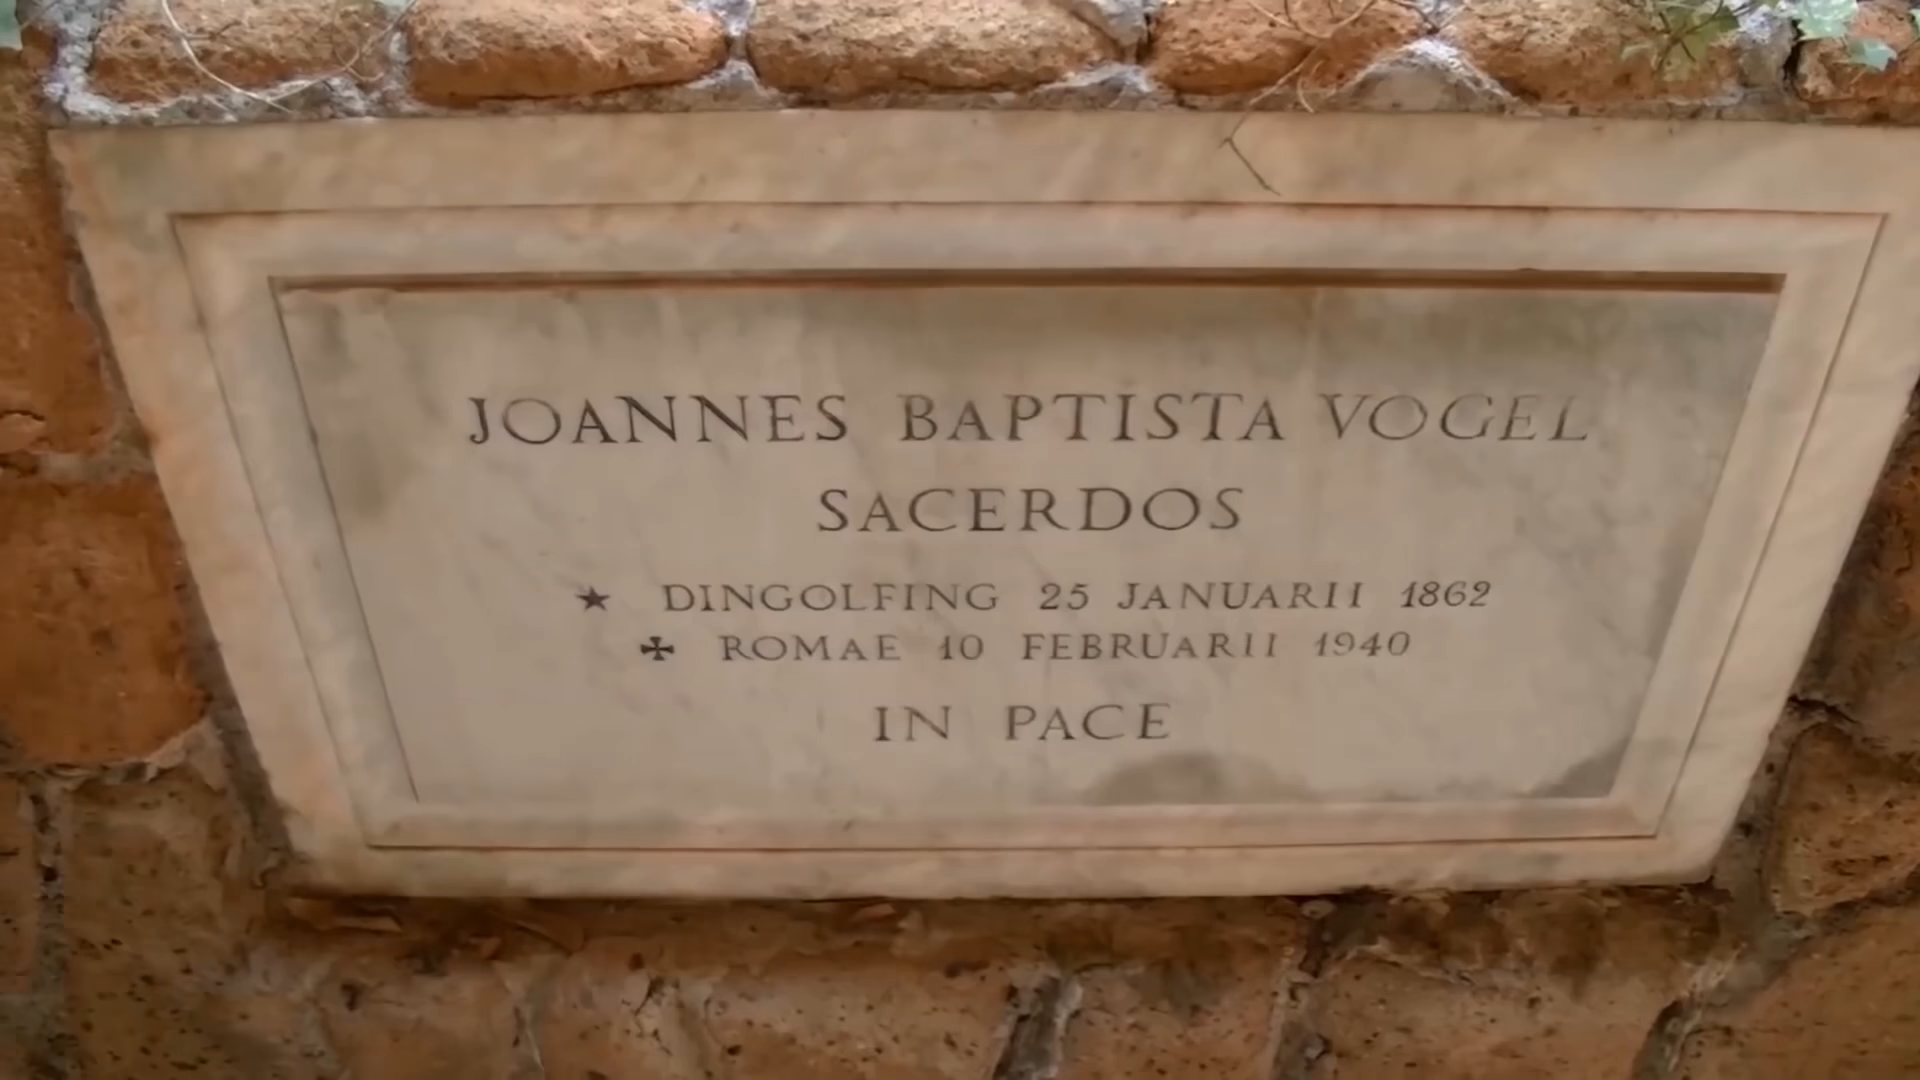 JOANNES BAPTISTA VOGEL
SACERDOS
★ DINGOLFING 25 JANUARII 1862
✠ ROMAE 10 FEBRUARII 1940
IN PACE